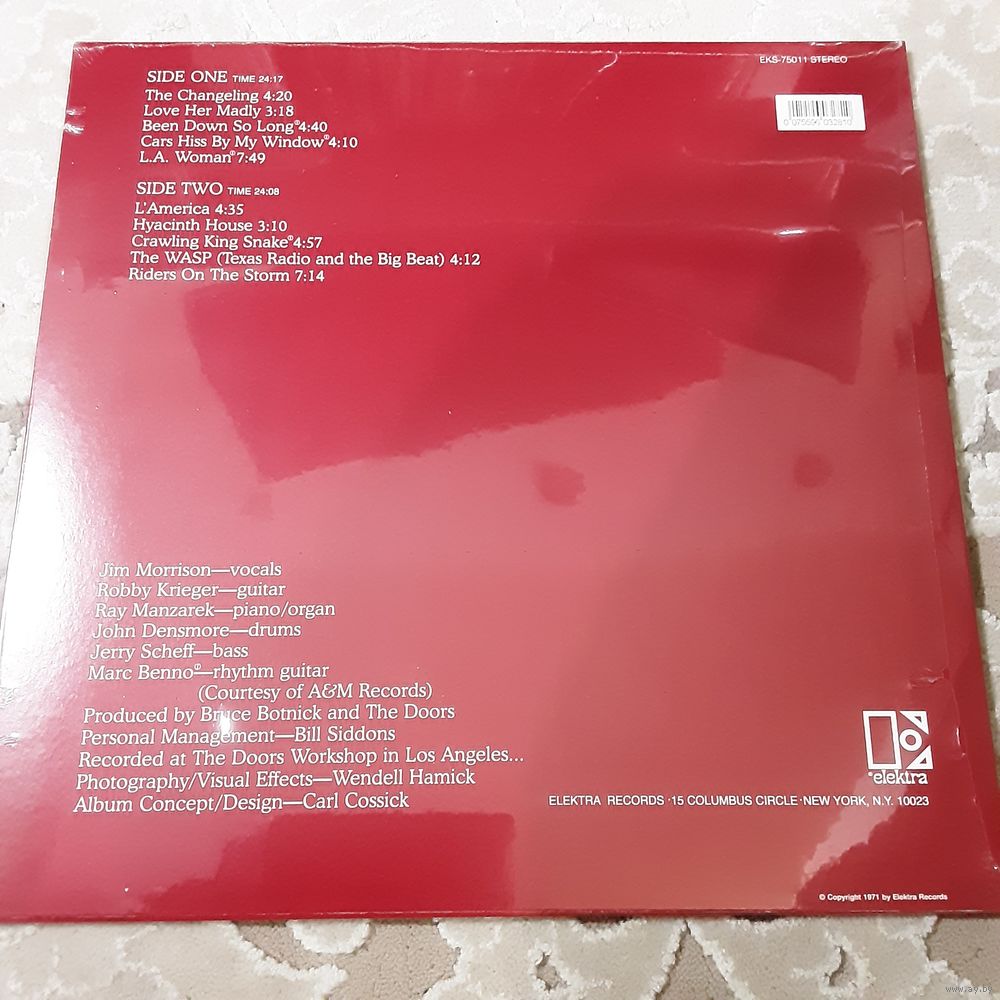 EKS-75011 STEREO
SIDE ONE TIME 24:17
The Changeling 4:20
Love Her Madly 3:18
Been Down So Long 4:40
Cars Hiss By My Window 4:10
L.A. Woman 7:49
SIDE TWO TIME 24:08
L'America 4:35
Hyacinth House 3:10
Crawling King Snake 4:57
The WASP (Texas Radio and the Big Beat) 4:12
Riders On The Storm 7:14
Jim Morrison—vocals
Robby Krieger—guitar
Ray Manzarek—piano/organ
John Densmore—drums
Jerry Scheff—bass
Marc Benno—rhythm guitar
(Courtesy of A&M Records)
Produced by Bruce Botnick and The Doors
Personal Management—Bill Siddons
Recorded at The Doors Workshop in Los Angeles...
Photography/Visual Effects—Wendell Hamick
Album Concept/Design—Carl Cossick
elektra
ELEKTRA RECORDS · 15 COLUMBUS CIRCLE · NEW YORK, N.Y. 10023
© Copyright 1971 by Elektra Records
www.ay.by